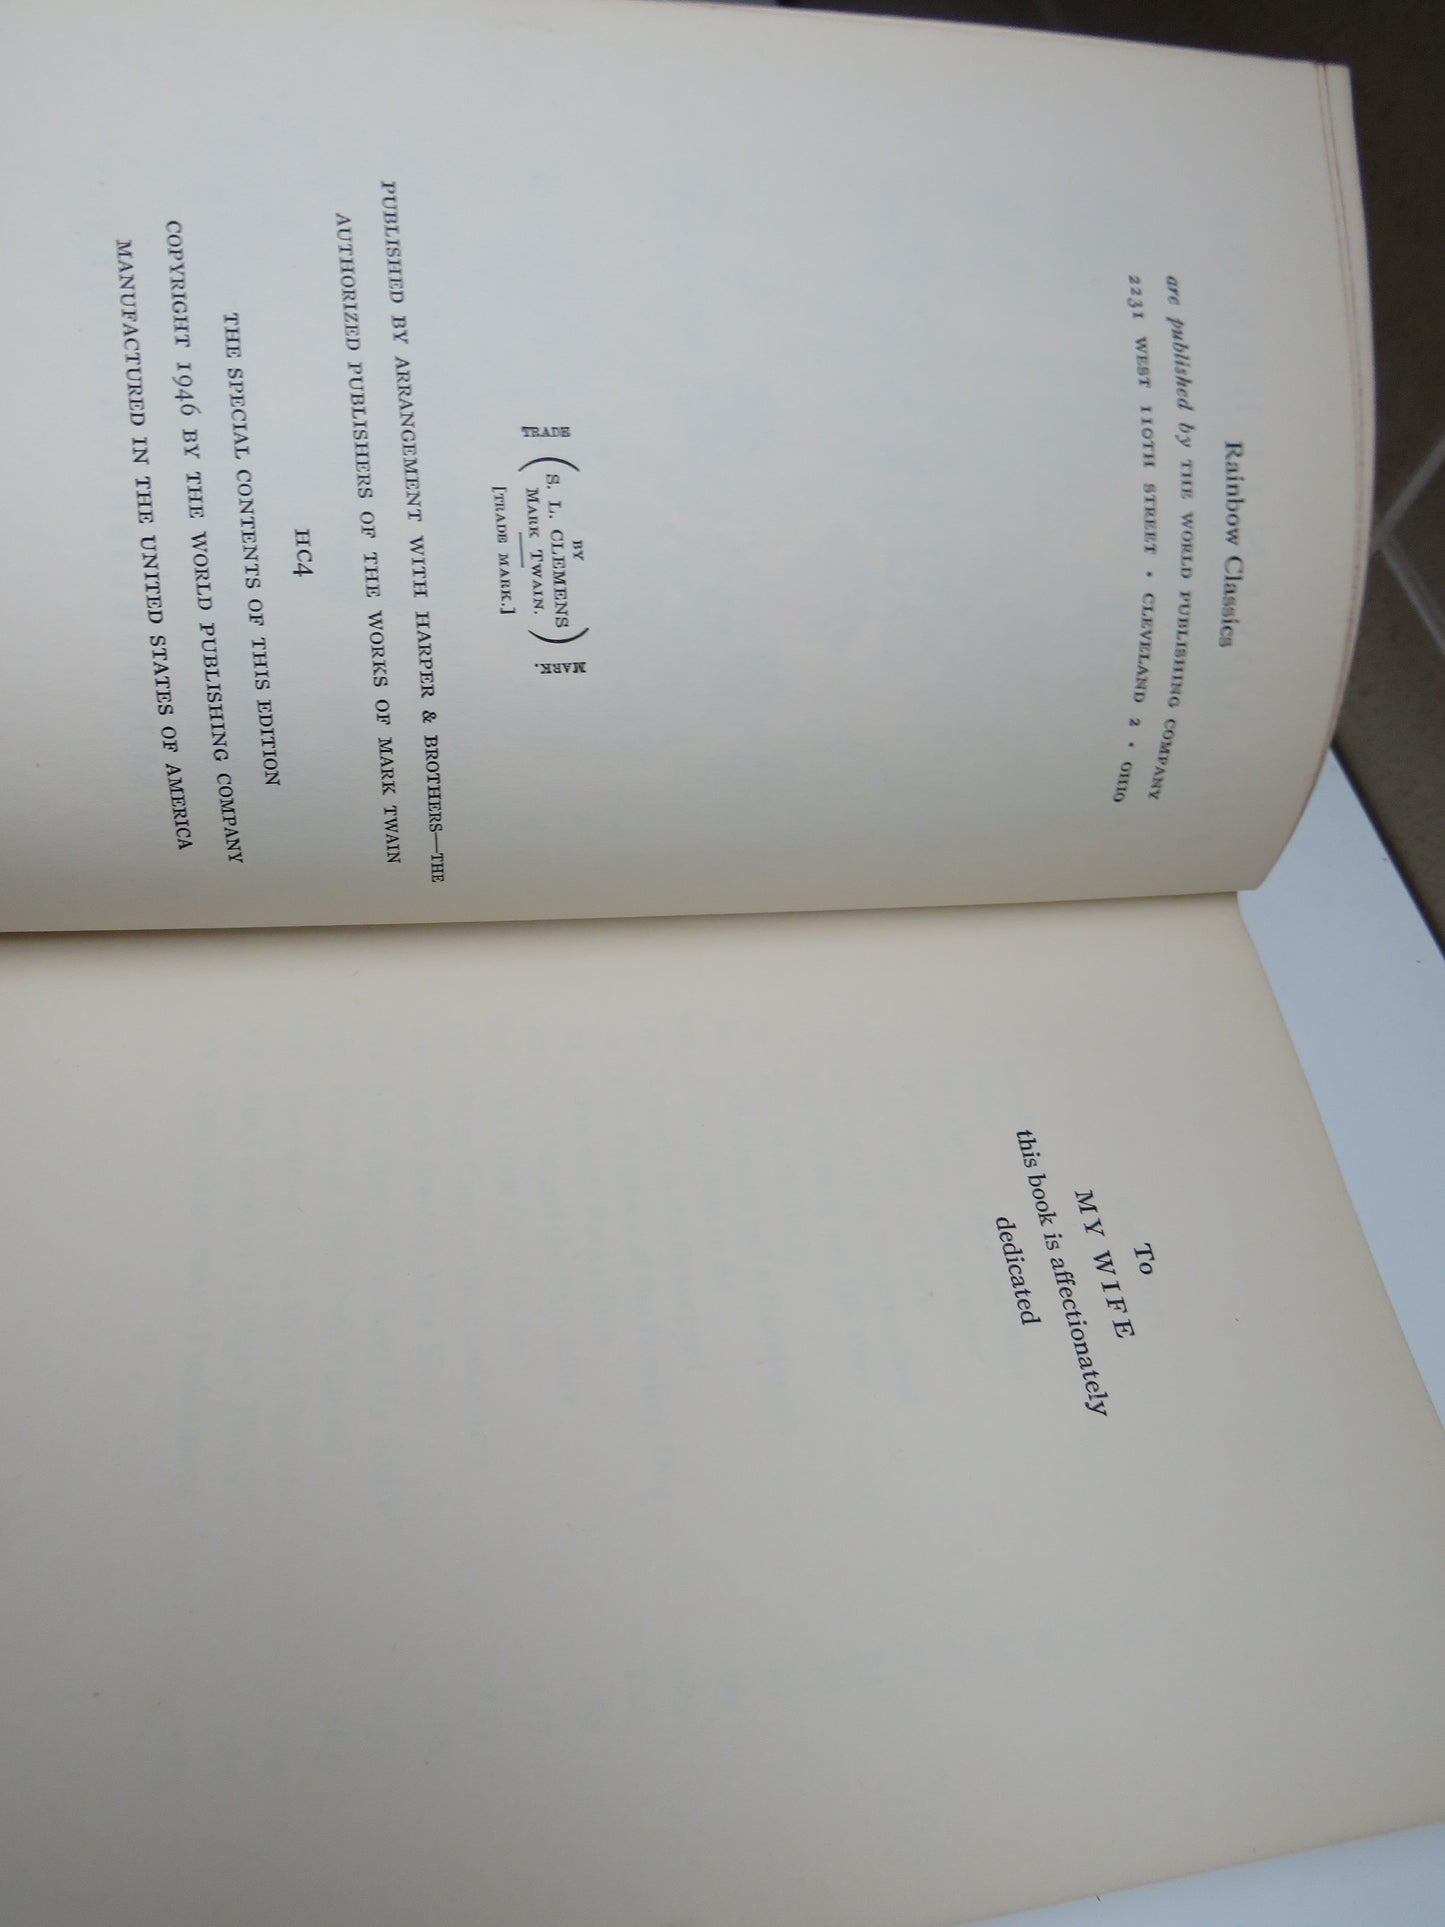 Rainbow Classics
are published by THE WORLD PUBLISHING COMPANY
2231 WEST 110TH STREET • CLEVELAND 2 • OHIO
BY
TRADE ( S. L. CLEMENS ) MARK.
MARK TWAIN.
[TRADE MARK.]
PUBLISHED BY ARRANGEMENT WITH HARPER & BROTHERS—THE
AUTHORIZED PUBLISHERS OF THE WORKS OF MARK TWAIN
HC4
THE SPECIAL CONTENTS OF THIS EDITION
COPYRIGHT 1946 BY THE WORLD PUBLISHING COMPANY
MANUFACTURED IN THE UNITED STATES OF AMERICA
To
MY WIFE
this book is affectionately
dedicated